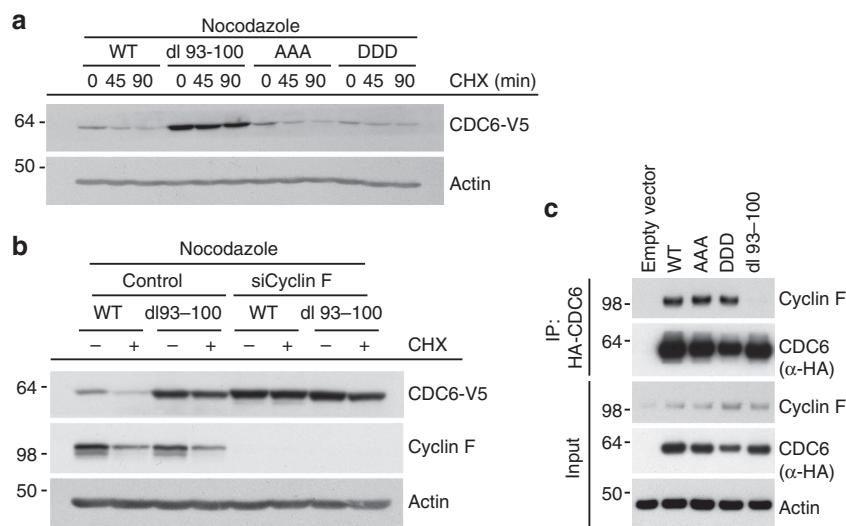 a
Nocodazole
WT dl 93-100 AAA DDD
0 45 90 0 45 90 0 45 90 0 45 90 CHX (min)
64 - CDC6-V5
50 - Actin
b
Nocodazole
Control siCyclin F
WT dl93–100 WT dl 93–100
– + – + – + – + CHX
64 - CDC6-V5
98 - Cyclin F
50 - Actin
c
Empty vector WT AAA DDD dl 93–100
IP: HA-CDC6
98 - Cyclin F
64 - CDC6 (α-HA)
Input
98 - Cyclin F
64 - CDC6 (α-HA)
50 - Actin